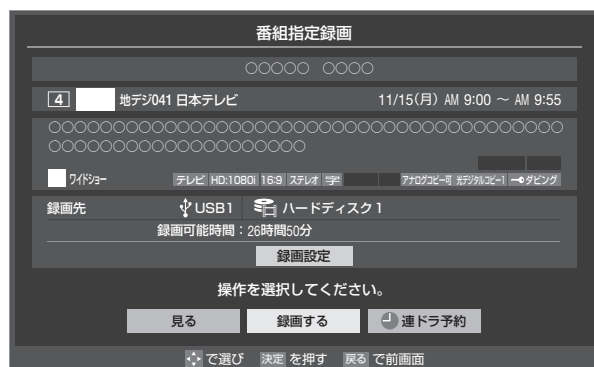 番組指定録画
○○○○○ ○○○○
4 地デジ041 日本テレビ 11/15(月) AM 9:00 ～ AM 9:55
○○○○○○○○○○○○○○○○○○○○○○○○○○○○○○○○○○○○○○○○
○○○○○○○○○○○○○○○○○○○○
ワイドショー テレビ HD:1080i 16:9 ステレオ 字 アナログコピー可 光デジタルコピー1 ダビング
録画先 USB1 ハードディスク1
録画可能時間：26時間50分
録画設定
操作を選択してください。
見る 録画する 連ドラ予約
で選び 決定 を押す 戻る で前画面